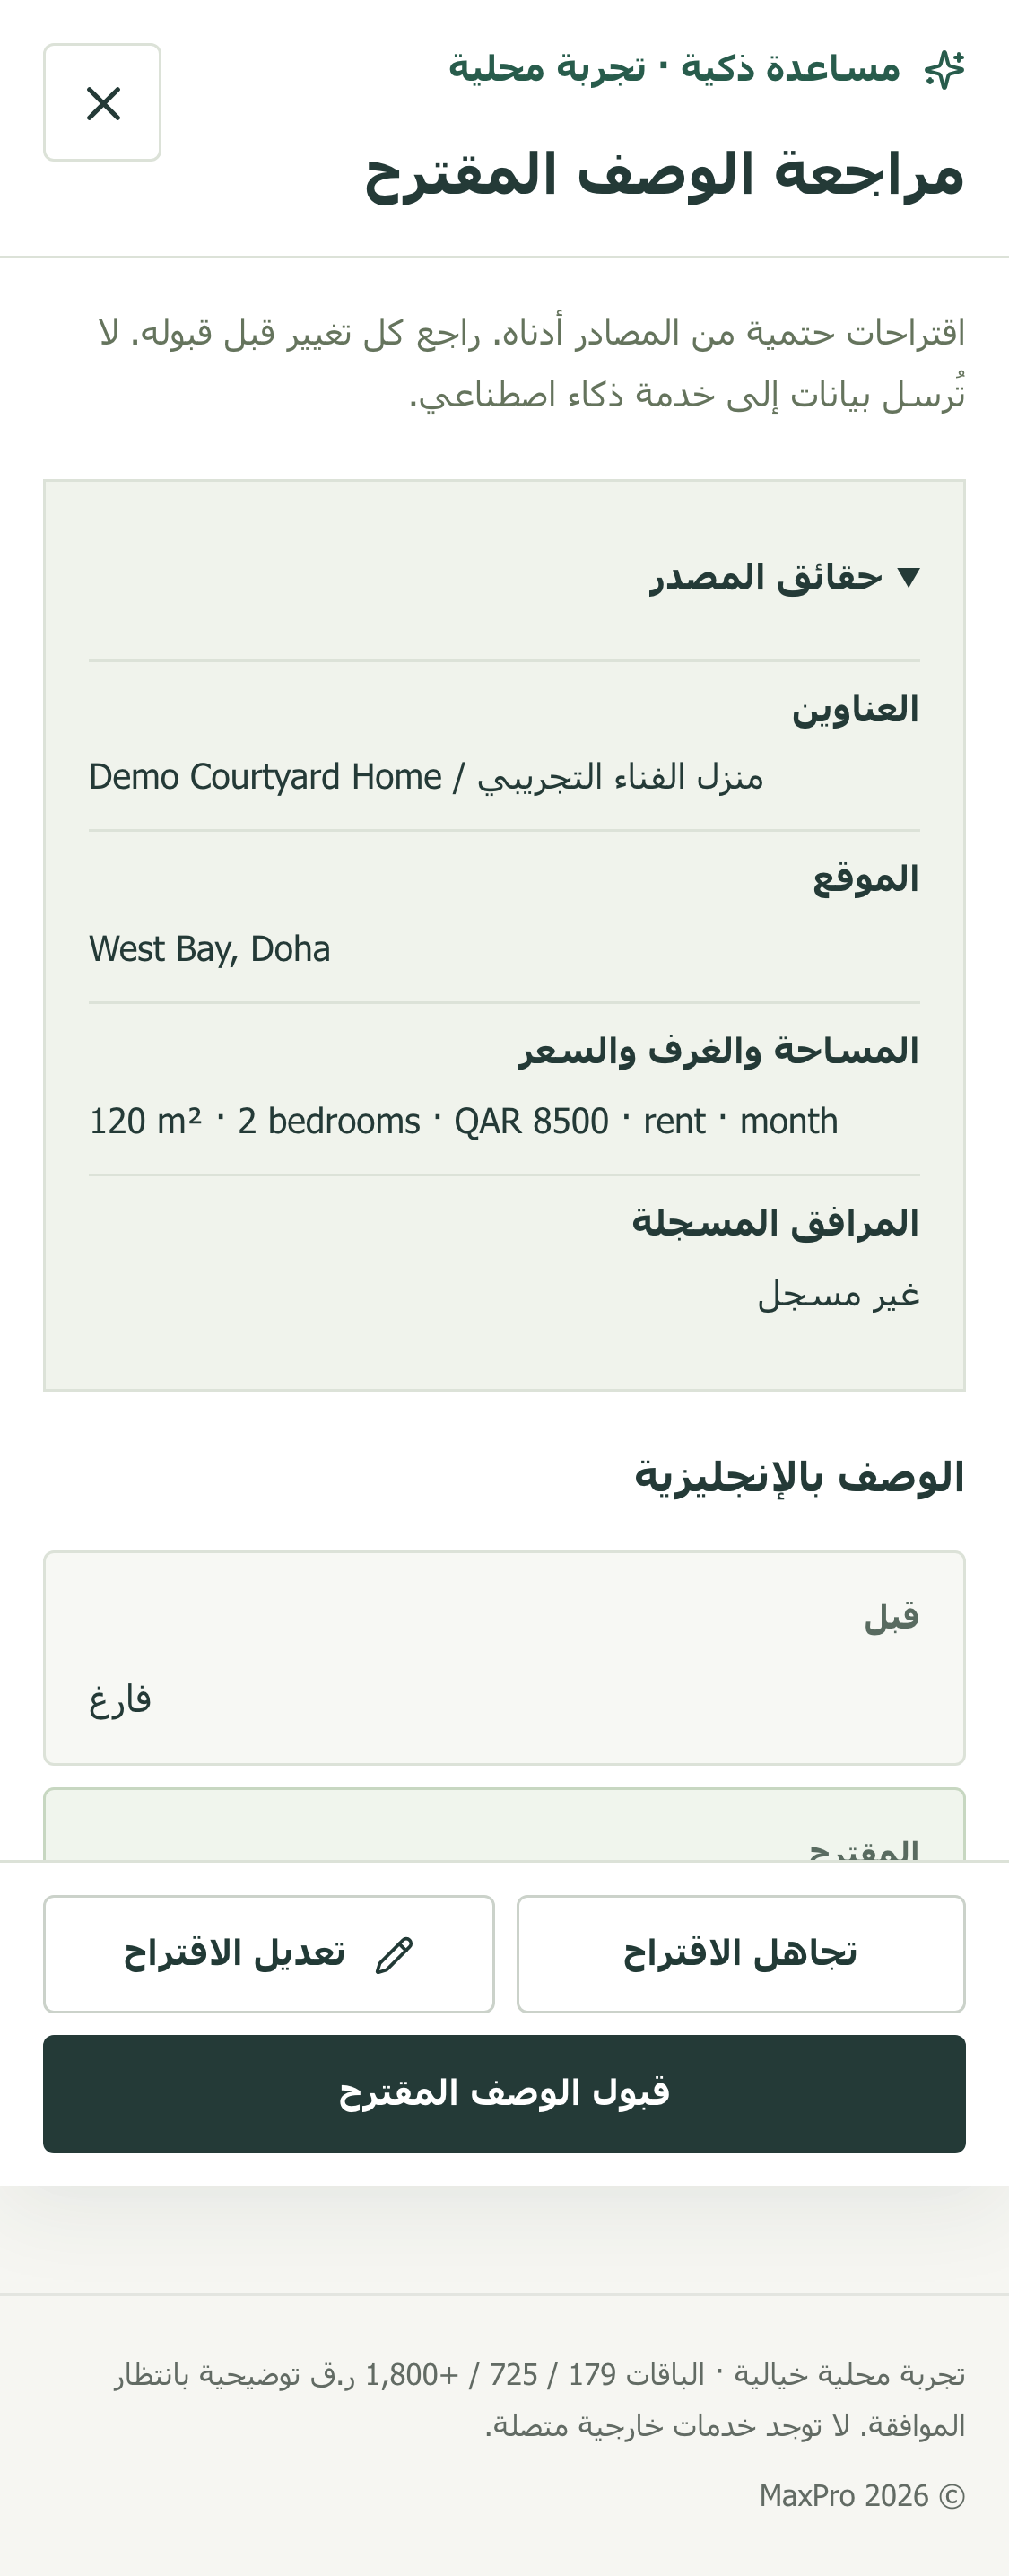 مساعدة ذكية · تجربة محلية
مراجعة الوصف المقترح
اقتراحات حتمية من المصادر أدناه. راجع كل تغيير قبل قبوله. لا
تُرسل بيانات إلى خدمة ذكاء اصطناعي.
حقائق المصدر
العناوين
Demo Courtyard Home / منزل الفناء التجريبي
الموقع
West Bay, Doha
المساحة والغرف والسعر
120 m² · 2 bedrooms · QAR 8500 · rent · month
المرافق المسجلة
غير مسجل
الوصف بالإنجليزية
قبل
فارغ
المقترح
تجاهل الاقتراح
تعديل الاقتراح
قبول الوصف المقترح
تجربة محلية خيالية · الباقات 179 / 725 / +1,800 ر.ق توضيحية بانتظار
الموافقة. لا توجد خدمات خارجية متصلة.
© 2026 MaxPro